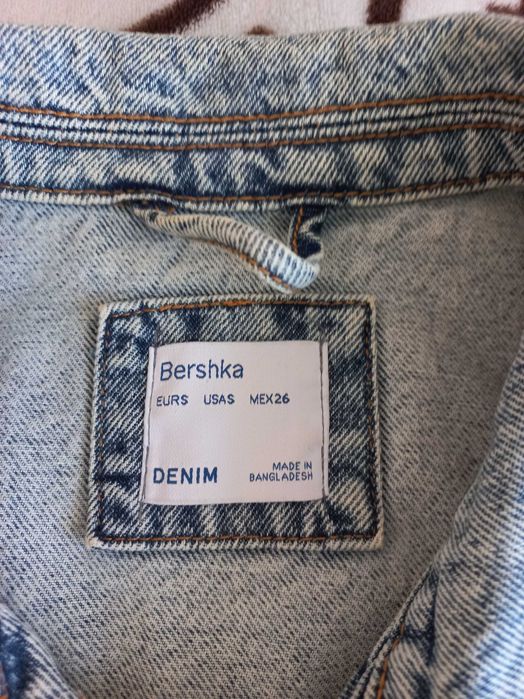 Bershka
EURS USAS MEX26
DENIM
MADE IN
BANGLADESH